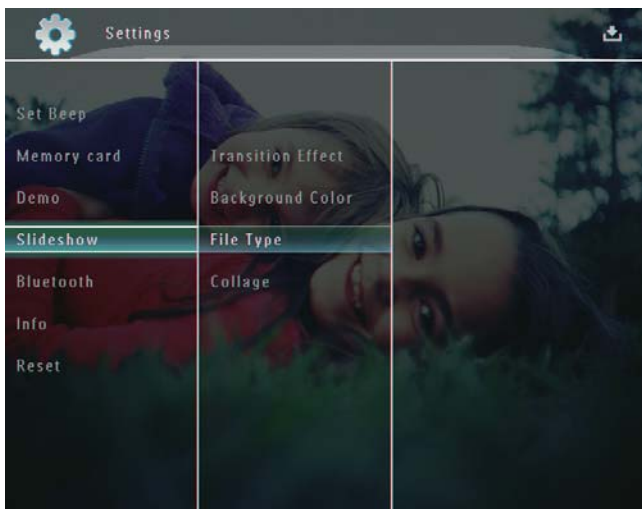 Settings
Set Beep
Memory card
Demo
Slideshow
Bluetooth
Info
Reset
Transition Effect
Background Color
File Type
Collage